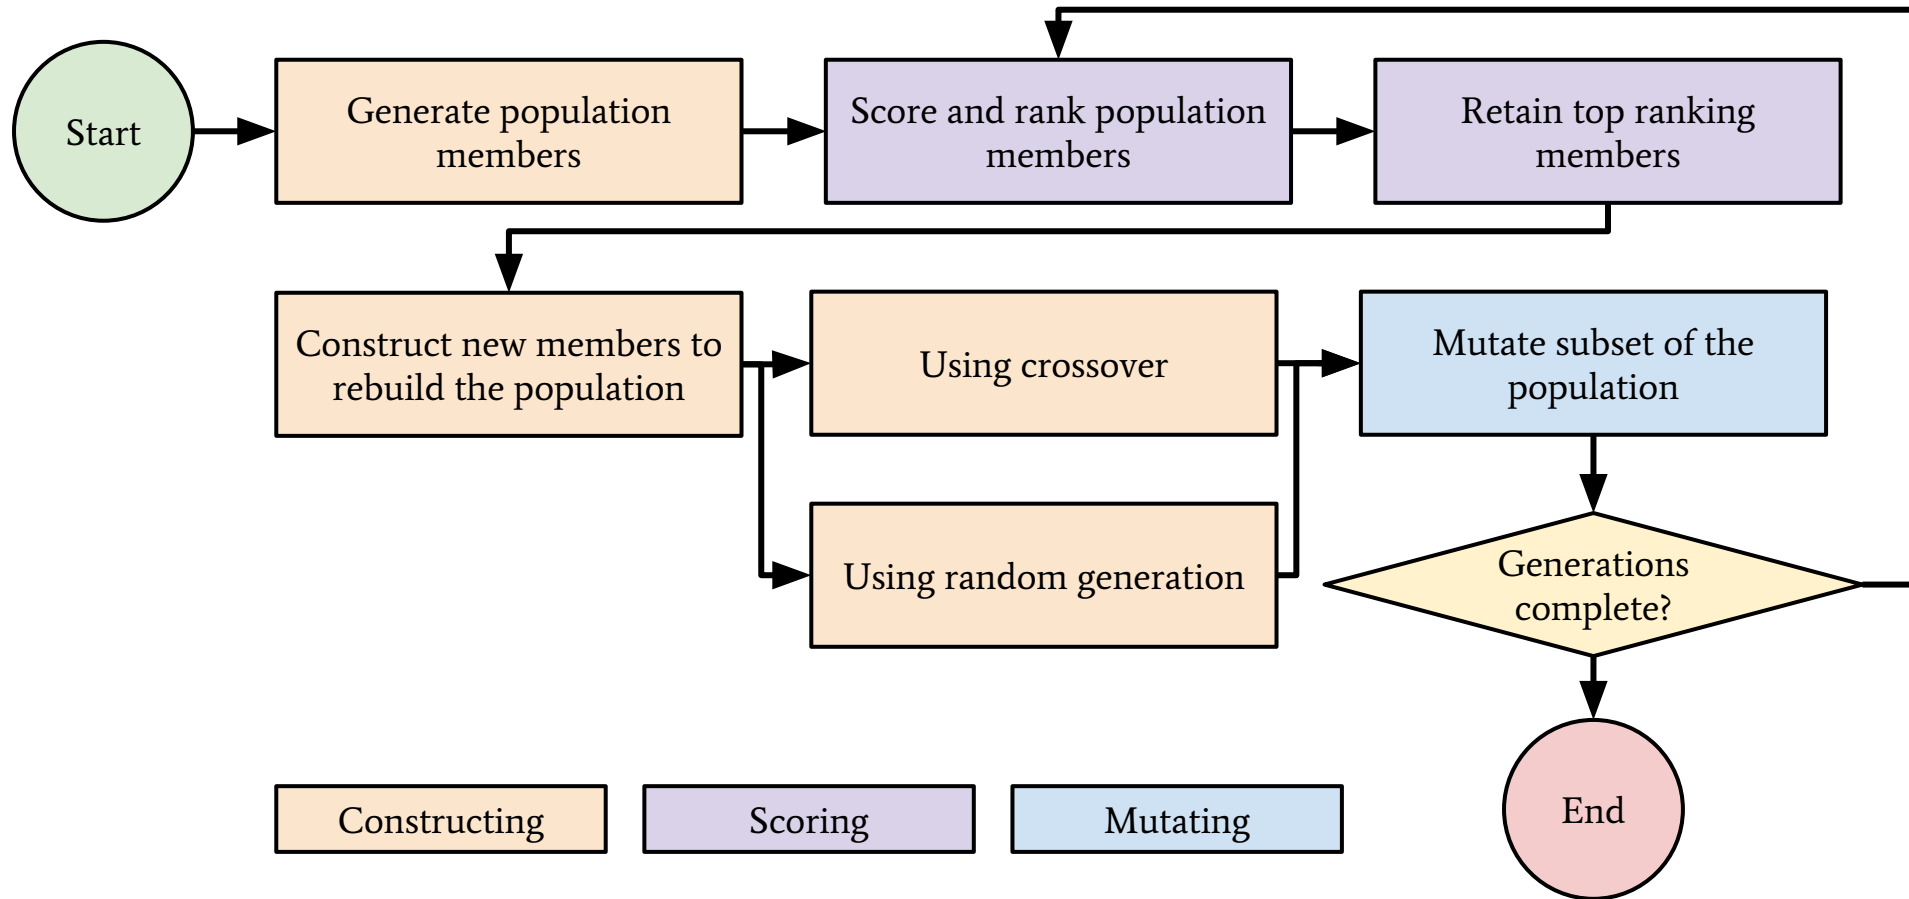 Start
Generate population
members
Score and rank population
members
Retain top ranking
members
Construct new members to
rebuild the population
Using crossover
Mutate subset of the
population
Using random generation
Generations
complete?
Constructing
Scoring
Mutating
End